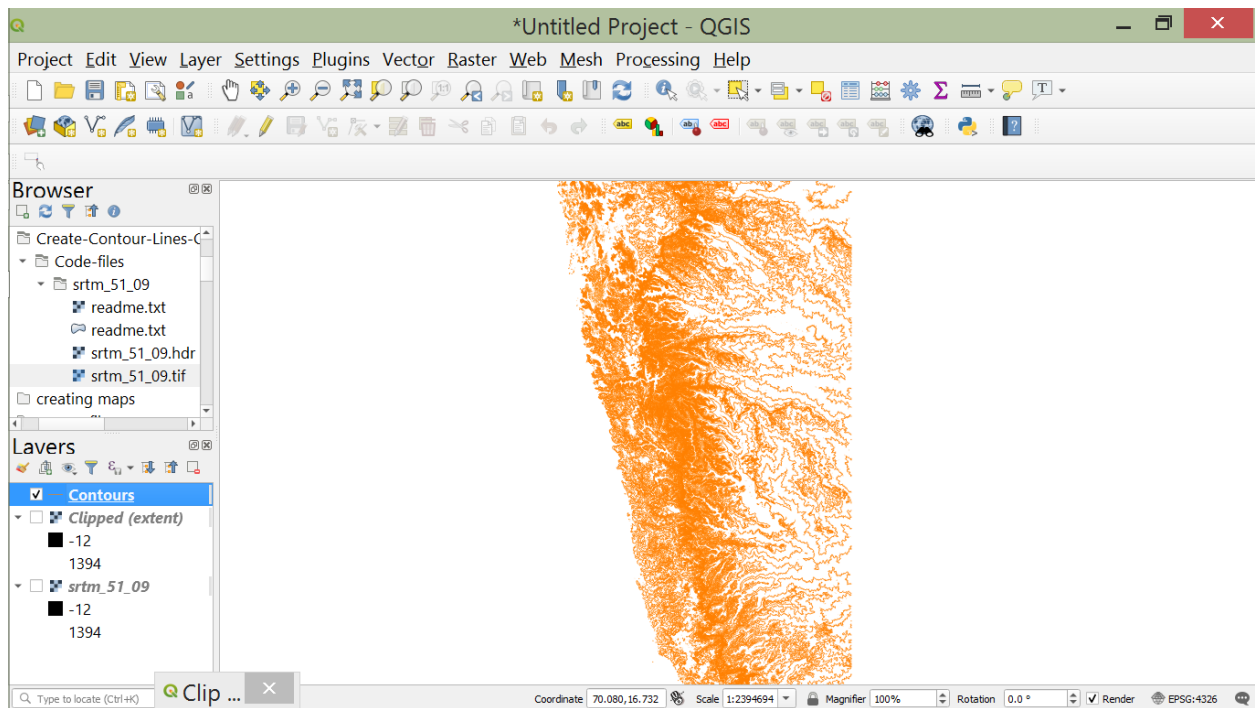 *Untitled Project - QGIS
Project Edit View Layer Settings Plugins Vector Raster Web Mesh Processing Help
abc abc abc
Browser
Create-Contour-Lines-
Code-files
srtm_51_09
readme.txt
readme.txt
srtm_51_09.hdr
srtm_51_09.tif
creating maps
Layers
Contours
Clipped (extent)
-12
1394
srtm_51_09
-12
1394
Type to locate (Ctrl+K) Clip ... Coordinate 70.080,16.732 Scale 1:2394694 Magnifier 100% Rotation 0.0 ° Render EPSG:4326